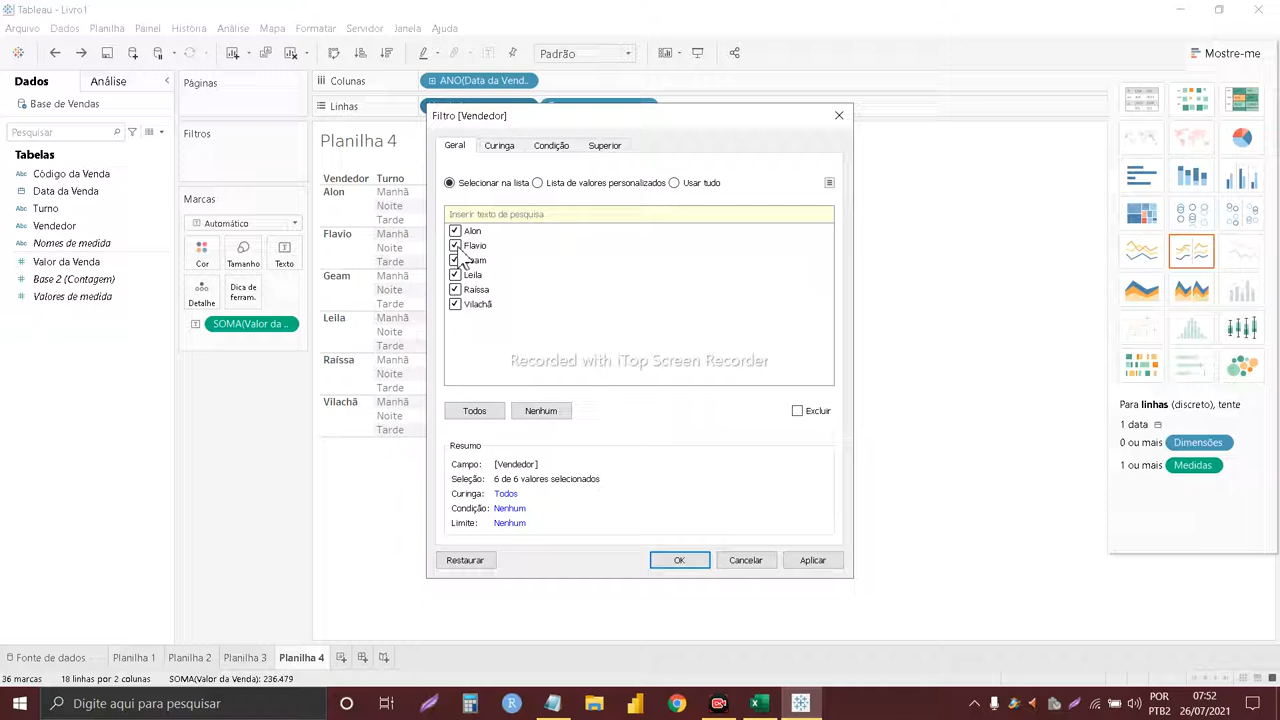 Tableau - Livro1
Arquivo Dados Planilha Painel História Análise Mapa Formatar Servidor Janela Ajuda
Padrão
Mostre-me
Dados Análise
Páginas
Colunas
ANO(Data da Vend..
Base de Vendas
Linhas
Pesquisar
Filtros
Tabelas
Código da Venda
Data da Venda
Turno
Vendedor
Nomes de medida
Valor da Venda
Base 2 (Contagem)
Valores de medida
Marcas
Automático
Cor Tamanho Texto
Detalhe Dica de ferram.
SOMA(Valor da ..
Planilha 4
Vendedor Turno
Alon Manhã
Noite
Tarde
Flavio Manhã
Noite
Tarde
Geam Manhã
Noite
Tarde
Leila Manhã
Noite
Tarde
Raíssa Manhã
Noite
Tarde
Vilachã Manhã
Noite
Tarde
Filtro [Vendedor]
Geral Curinga Condição Superior
Selecionar na lista Lista de valores personalizados Usar tudo
Inserir texto de pesquisa
Alon
Flavio
Leila
Raíssa
Vilachã
Recorded with iTop Screen Recorder
Todos Nenhum Excluir
Resumo
Campo: [Vendedor]
Seleção: 6 de 6 valores selecionados
Curinga: Todos
Condição: Nenhum
Limite: Nenhum
Restaurar OK Cancelar Aplicar
Para linhas (discreto), tente
1 data
0 ou mais Dimensões
1 ou mais Medidas
Fonte de dados Planilha 1 Planilha 2 Planilha 3 Planilha 4
36 marcas 18 linhas por 2 colunas SOMA(Valor da Venda): 236.479
Digite aqui para pesquisar
POR
PTB2
07:52
26/07/2021